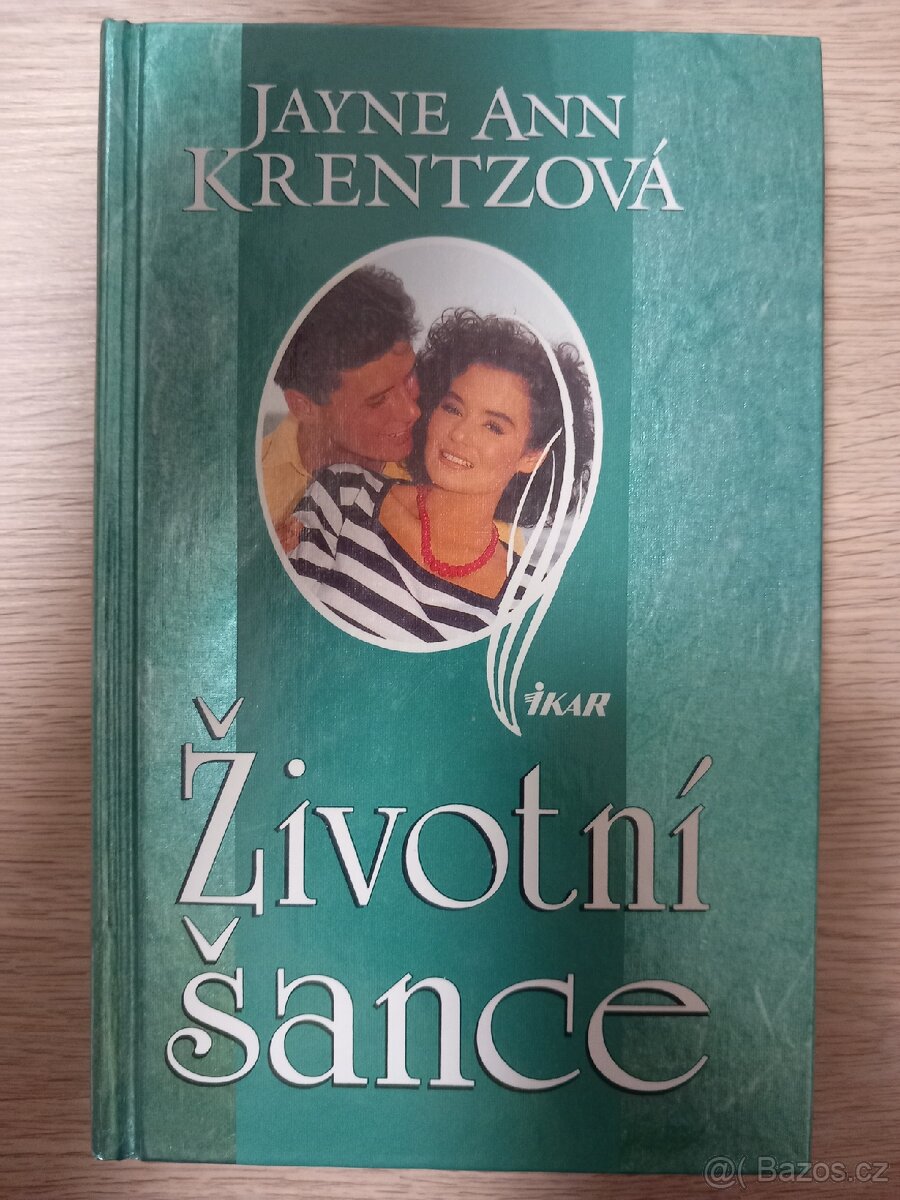 JAYNE ANN
KRENTZOVÁ
IKAR
Životní
šance
@( Bazos.cz